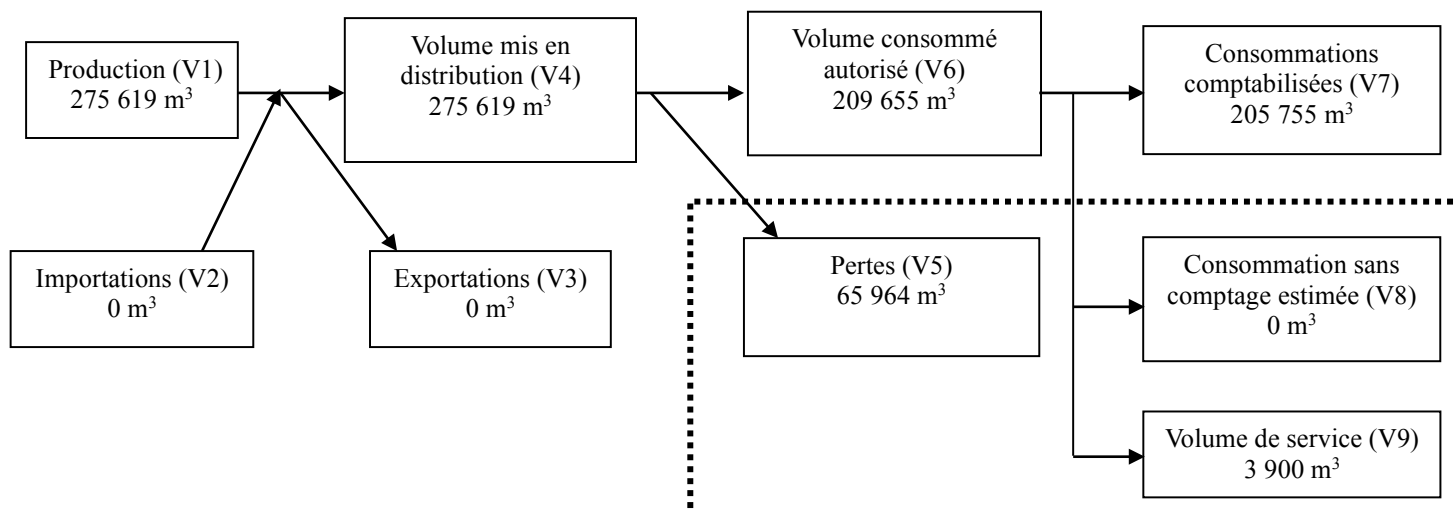 Production (V1)
275 619 m³
Volume mis en
distribution (V4)
275 619 m³
Volume consommé
autorisé (V6)
209 655 m³
Consommations
comptabilisées (V7)
205 755 m³
Importations (V2)
0 m³
Exportations (V3)
0 m³
Pertes (V5)
65 964 m³
Consommation sans
comptage estimée (V8)
0 m³
Volume de service (V9)
3 900 m³